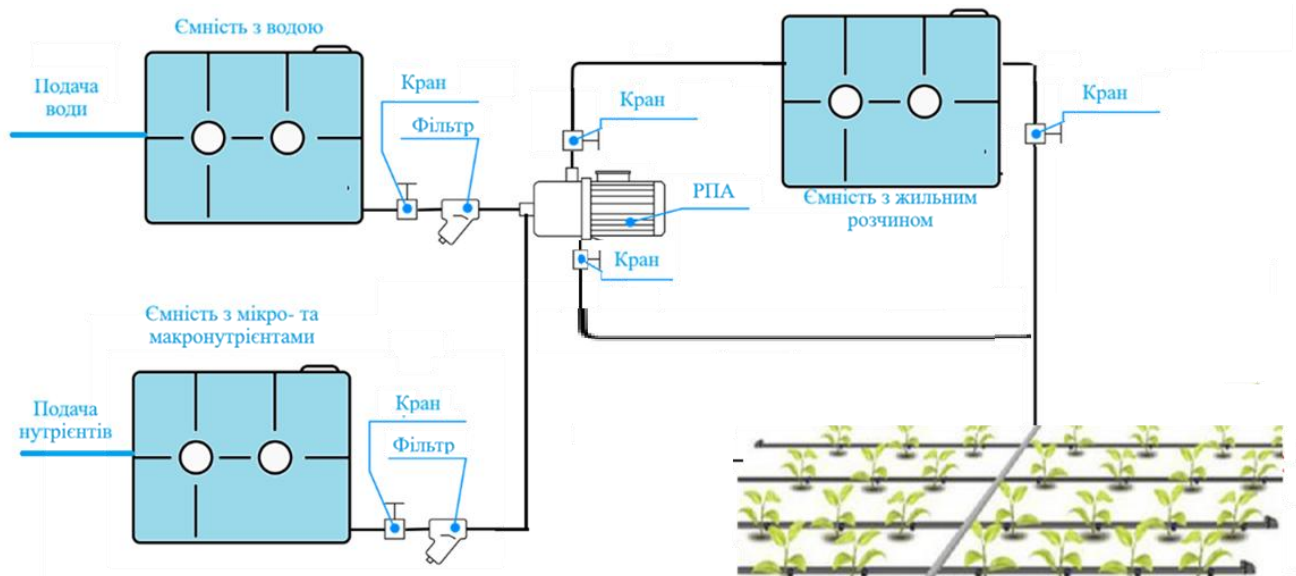 Ємність з водою
Подача
води
Кран
Фільтр
Кран
Кран
РПА
Ємність з жильним
розчином
Кран
Ємність з мікро- та
макронутрієнтами
Подача
нутрієнтів
Кран
Фільтр